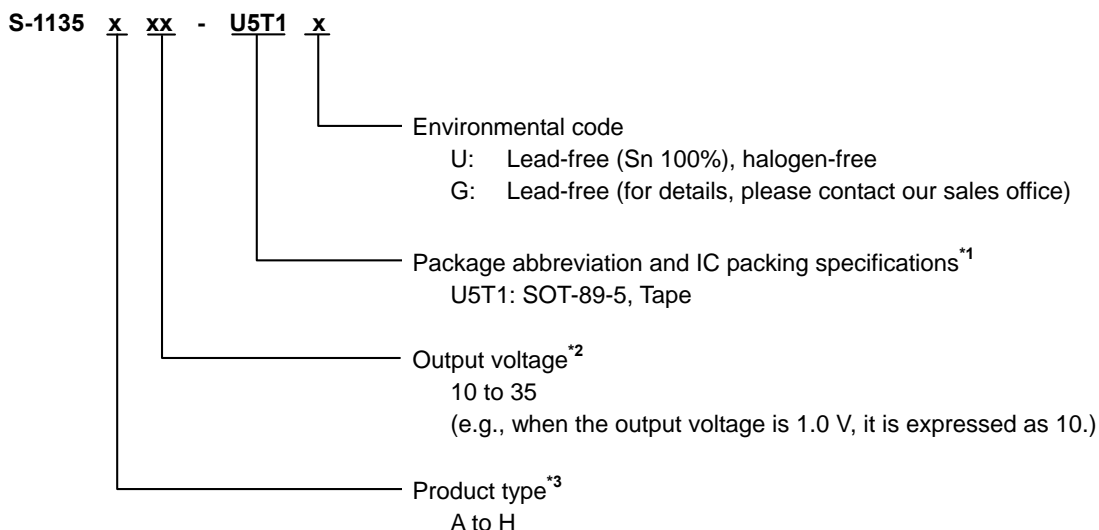 S-1135 x xx - U5T1 x
Environmental code
U: Lead-free (Sn 100%), halogen-free
G: Lead-free (for details, please contact our sales office)
Package abbreviation and IC packing specifications*1
U5T1: SOT-89-5, Tape
Output voltage*2
10 to 35
(e.g., when the output voltage is 1.0 V, it is expressed as 10.)
Product type*3
A to H